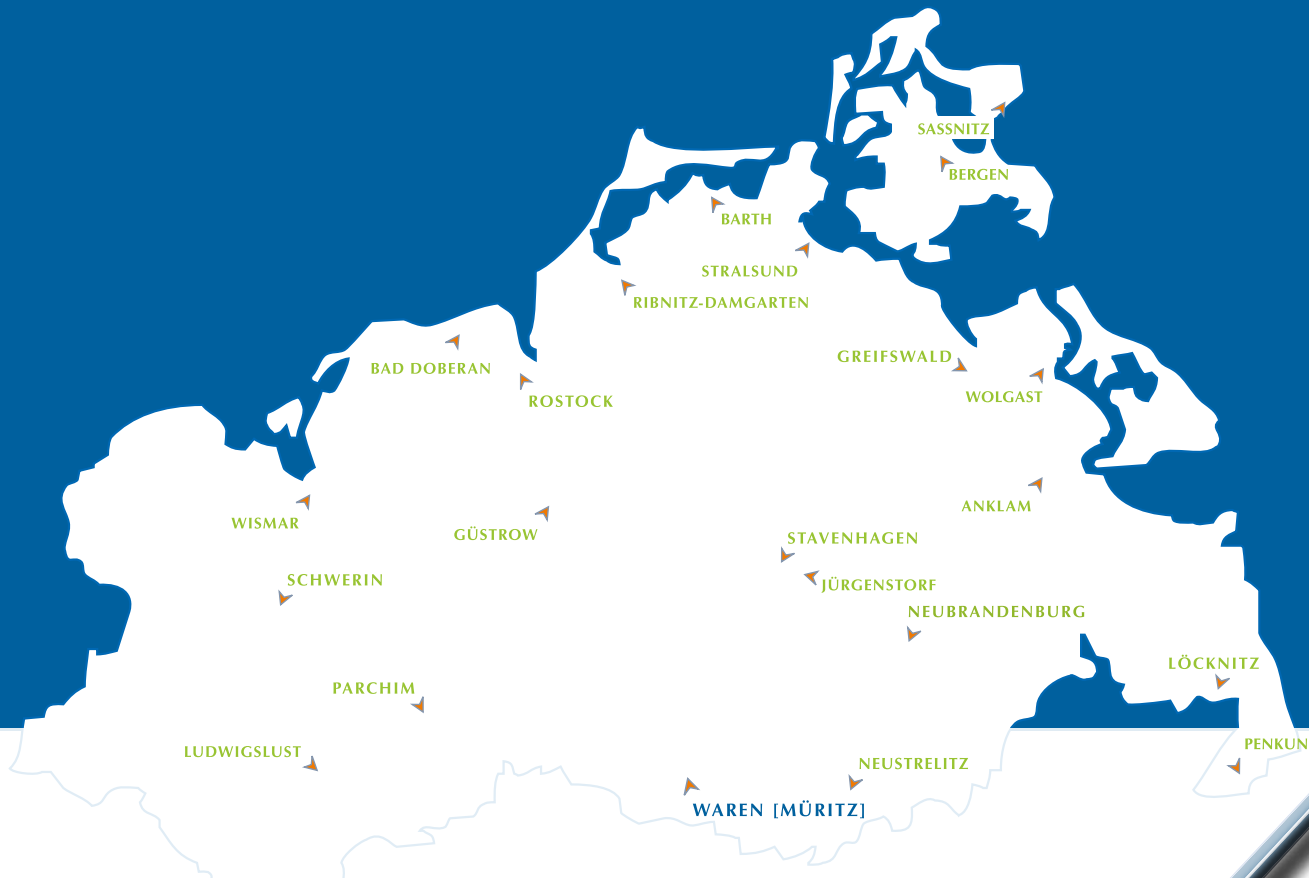 SASSNITZ
BERGEN
BARTH
STRALSUND
RIBNITZ-DAMGARTEN
GREIFSWALD
BAD DOBERAN
WOLGAST
ROSTOCK
ANKLAM
WISMAR
GÜSTROW
STAVENHAGEN
SCHWERIN
JÜRGENSTORF
NEUBRANDENBURG
LÖCKNITZ
PARCHIM
PENKUN
LUDWIGSLUST
NEUSTRELITZ
WAREN [MÜRITZ]